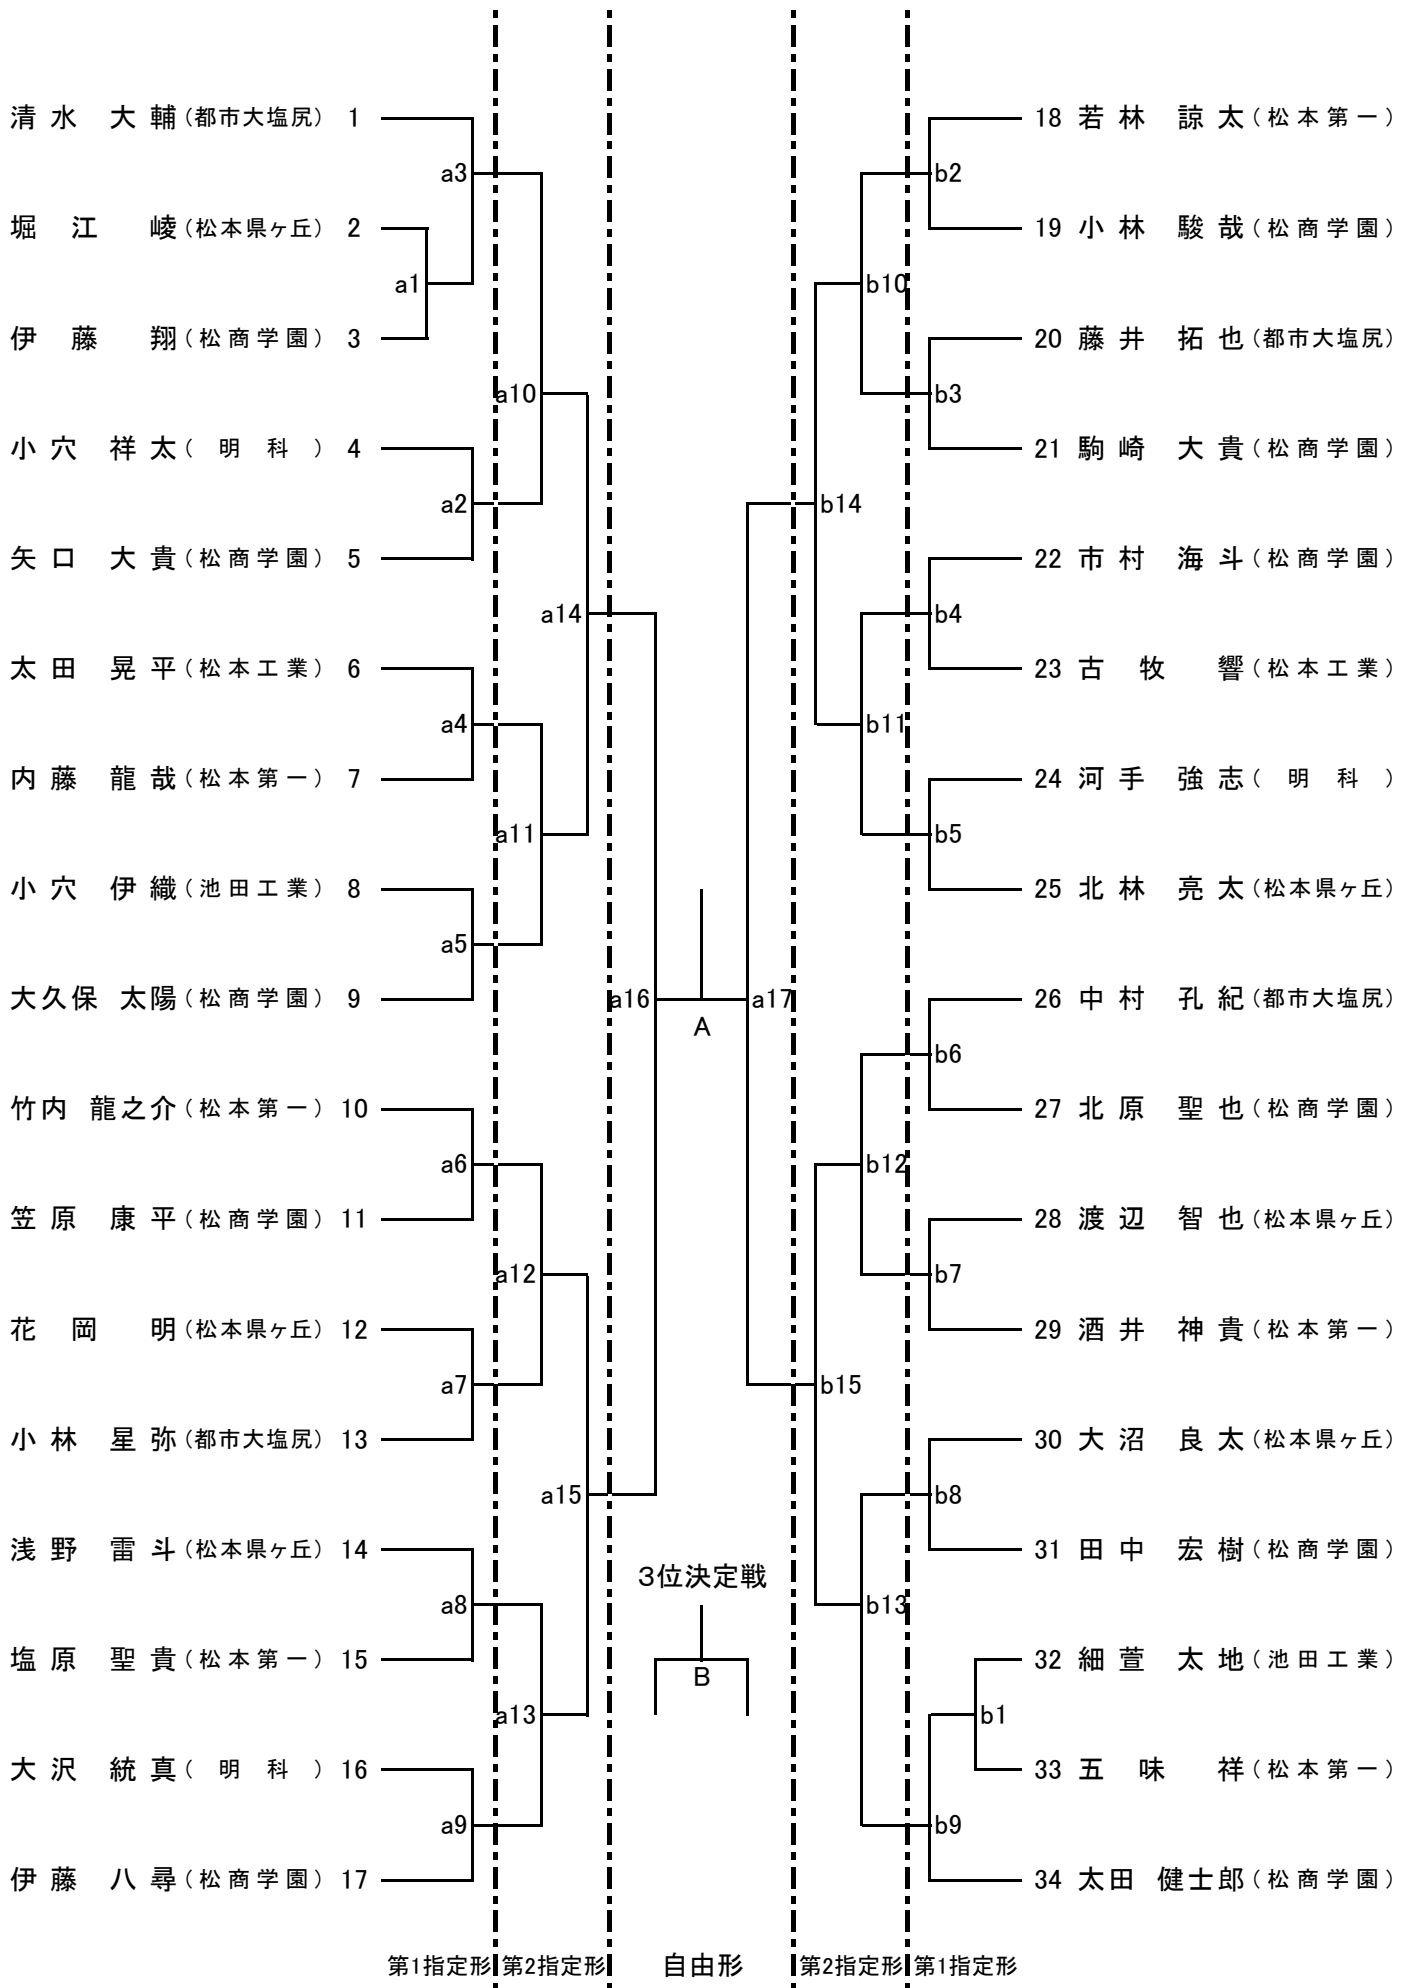 清水 大輔 (都市大塩尻) 1
a3
堀江 崚 (松本県ヶ丘) 2
a1
伊藤 翔 (松商学園) 3
a10
小穴 祥太 (明科) 4
a2
矢口 大貴 (松商学園) 5
a14
太田 晃平 (松本工業) 6
a4
内藤 龍哉 (松本第一) 7
a11
小穴 伊織 (池田工業) 8
a5
大久保 太陽 (松商学園) 9
a16
竹内 龍之介 (松本第一) 10
a6
笠原 康平 (松商学園) 11
a12
花岡 明 (松本県ヶ丘) 12
a7
小林 星弥 (都市大塩尻) 13
a15
浅野 雷斗 (松本県ヶ丘) 14
a8
塩原 聖貴 (松本第一) 15
a13
大沢 統真 (明科) 16
a9
伊藤 八尋 (松商学園) 17
A
a17
3位決定戦
B
18 若林 諒太 (松本第一)
b2
19 小林 駿哉 (松商学園)
b10
20 藤井 拓也 (都市大塩尻)
b3
21 駒崎 大貴 (松商学園)
b14
22 市村 海斗 (松商学園)
b4
23 古牧 響 (松本工業)
b11
24 河手 強志 (明科)
b5
25 北林 亮太 (松本県ヶ丘)
26 中村 孔紀 (都市大塩尻)
b6
27 北原 聖也 (松商学園)
b12
28 渡辺 智也 (松本県ヶ丘)
b7
29 酒井 神貴 (松本第一)
b15
30 大沼 良太 (松本県ヶ丘)
b8
31 田中 宏樹 (松商学園)
b13
32 細萱 太地 (池田工業)
b1
33 五味 祥 (松本第一)
b9
34 太田 健士郎 (松商学園)
第1指定形 第2指定形 自由形 第2指定形 第1指定形